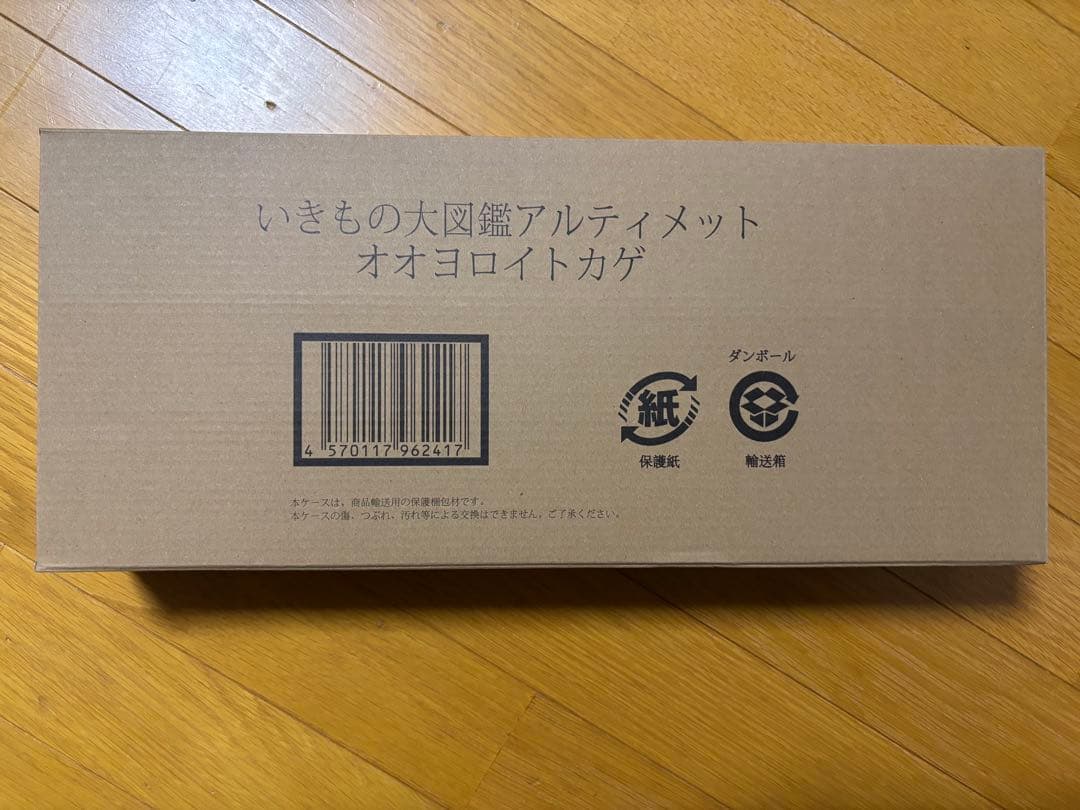 いきもの大図鑑アルティメット
オオヨロイトカゲ
4 570117 962417
ダンボール
紙
保護紙
輸送箱
本ケースは、商品輸送用の保護梱包材です。
本ケースの傷、つぶれ、汚れ等による交換はできません。ご了承ください。